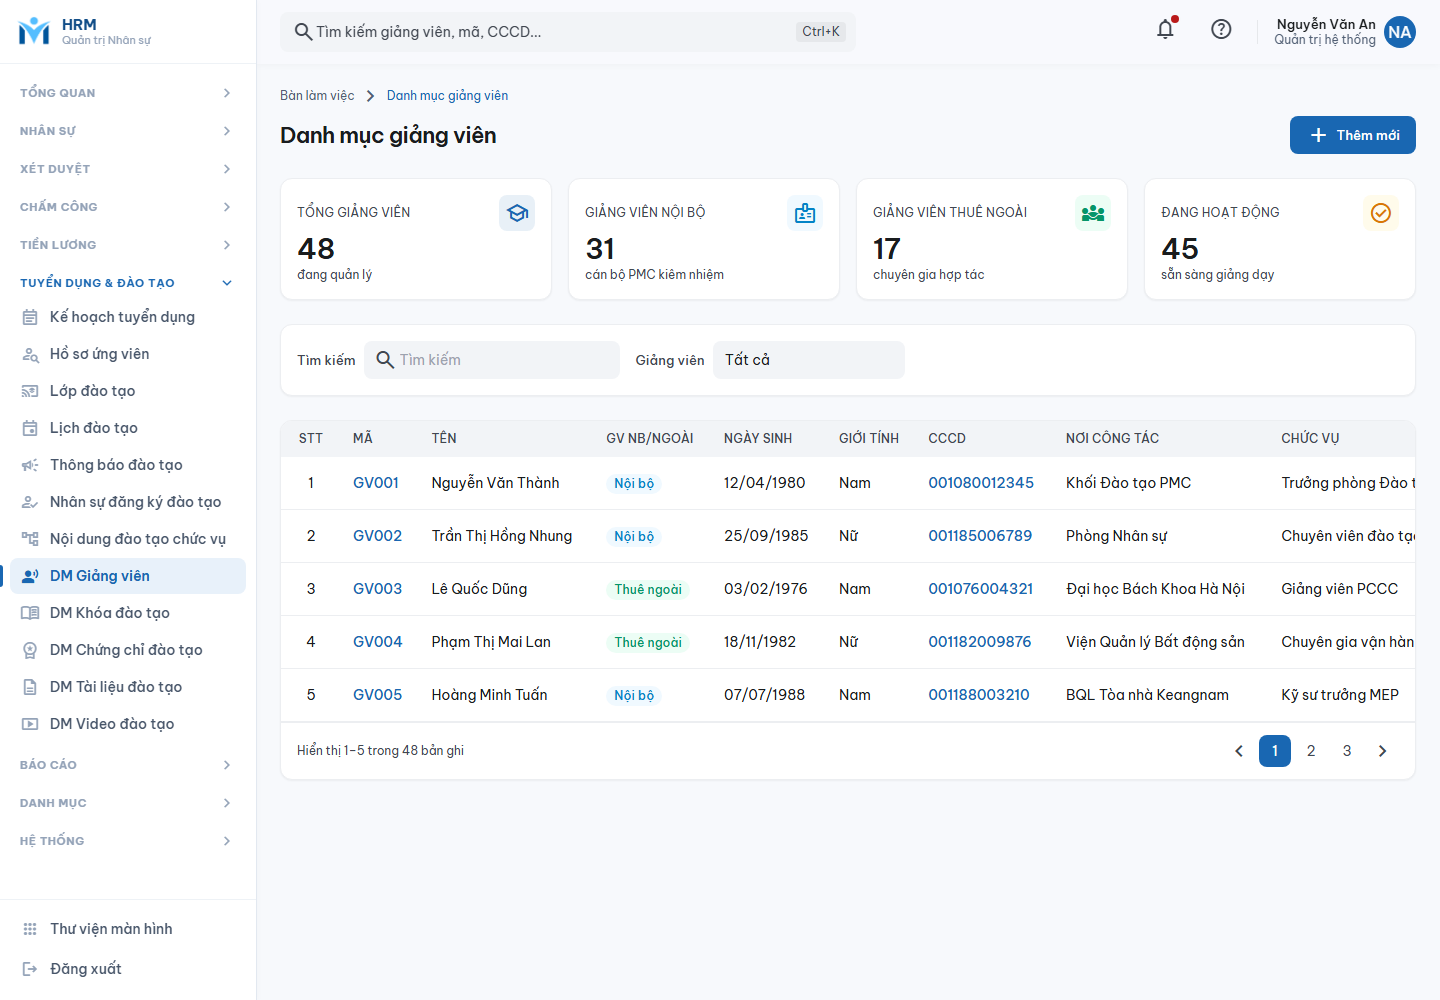 HRM
Quản trị Nhân sự
TỔNG QUAN
NHÂN SỰ
XÉT DUYỆT
CHẤM CÔNG
TIỀN LƯƠNG
TUYỂN DỤNG & ĐÀO TẠO
Kế hoạch tuyển dụng
Hồ sơ ứng viên
Lớp đào tạo
Lịch đào tạo
Thông báo đào tạo
Nhân sự đăng ký đào tạo
Nội dung đào tạo chức vụ
DM Giảng viên
DM Khóa đào tạo
DM Chứng chỉ đào tạo
DM Tài liệu đào tạo
DM Video đào tạo
BÁO CÁO
DANH MỤC
HỆ THỐNG
Thư viện màn hình
Đăng xuất
Tìm kiếm giảng viên, mã, CCCD... Ctrl+K
Nguyễn Văn An
Quản trị hệ thống
NA
Bàn làm việc Danh mục giảng viên
Danh mục giảng viên
Thêm mới
TỔNG GIẢNG VIÊN
48
đang quản lý
GIẢNG VIÊN NỘI BỘ
31
cán bộ PMC kiêm nhiệm
GIẢNG VIÊN THUÊ NGOÀI
17
chuyên gia hợp tác
ĐANG HOẠT ĐỘNG
45
sẵn sàng giảng dạy
Tìm kiếm Tìm kiếm Giảng viên Tất cả
STT MÃ TÊN GV NB/NGOÀI NGÀY SINH GIỚI TÍNH CCCD NƠI CÔNG TÁC CHỨC VỤ
1 GV001 Nguyễn Văn Thành Nội bộ 12/04/1980 Nam 001080012345 Khối Đào tạo PMC Trưởng phòng Đào t
2 GV002 Trần Thị Hồng Nhung Nội bộ 25/09/1985 Nữ 001185006789 Phòng Nhân sự Chuyên viên đào tạo
3 GV003 Lê Quốc Dũng Thuê ngoài 03/02/1976 Nam 001076004321 Đại học Bách Khoa Hà Nội Giảng viên PCCC
4 GV004 Phạm Thị Mai Lan Thuê ngoài 18/11/1982 Nữ 001182009876 Viện Quản lý Bất động sản Chuyên gia vận hàn
5 GV005 Hoàng Minh Tuấn Nội bộ 07/07/1988 Nam 001188003210 BQL Tòa nhà Keangnam Kỹ sư trưởng MEP
Hiển thị 1–5 trong 48 bản ghi
1 2 3